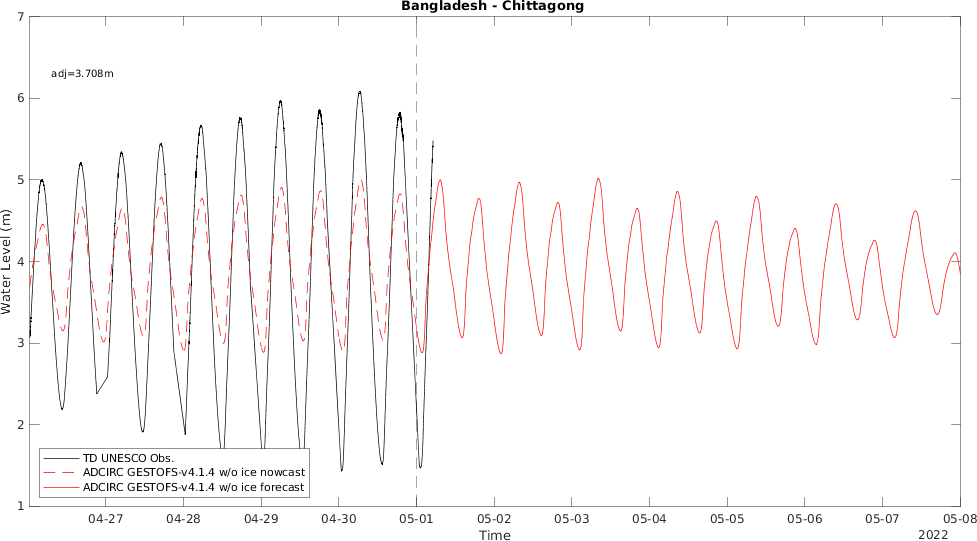 Bangladesh - Chittagong
7
adj=3.708m
6
5
4
3
2
1
Water Level (m)
TD UNESCO Obs.
ADCIRC GESTOFS-v4.1.4 w/o ice nowcast
ADCIRC GESTOFS-v4.1.4 w/o ice forecast
04-27 04-28 04-29 04-30 05-01 05-02 05-03 05-04 05-05 05-06 05-07 05-08
Time
2022